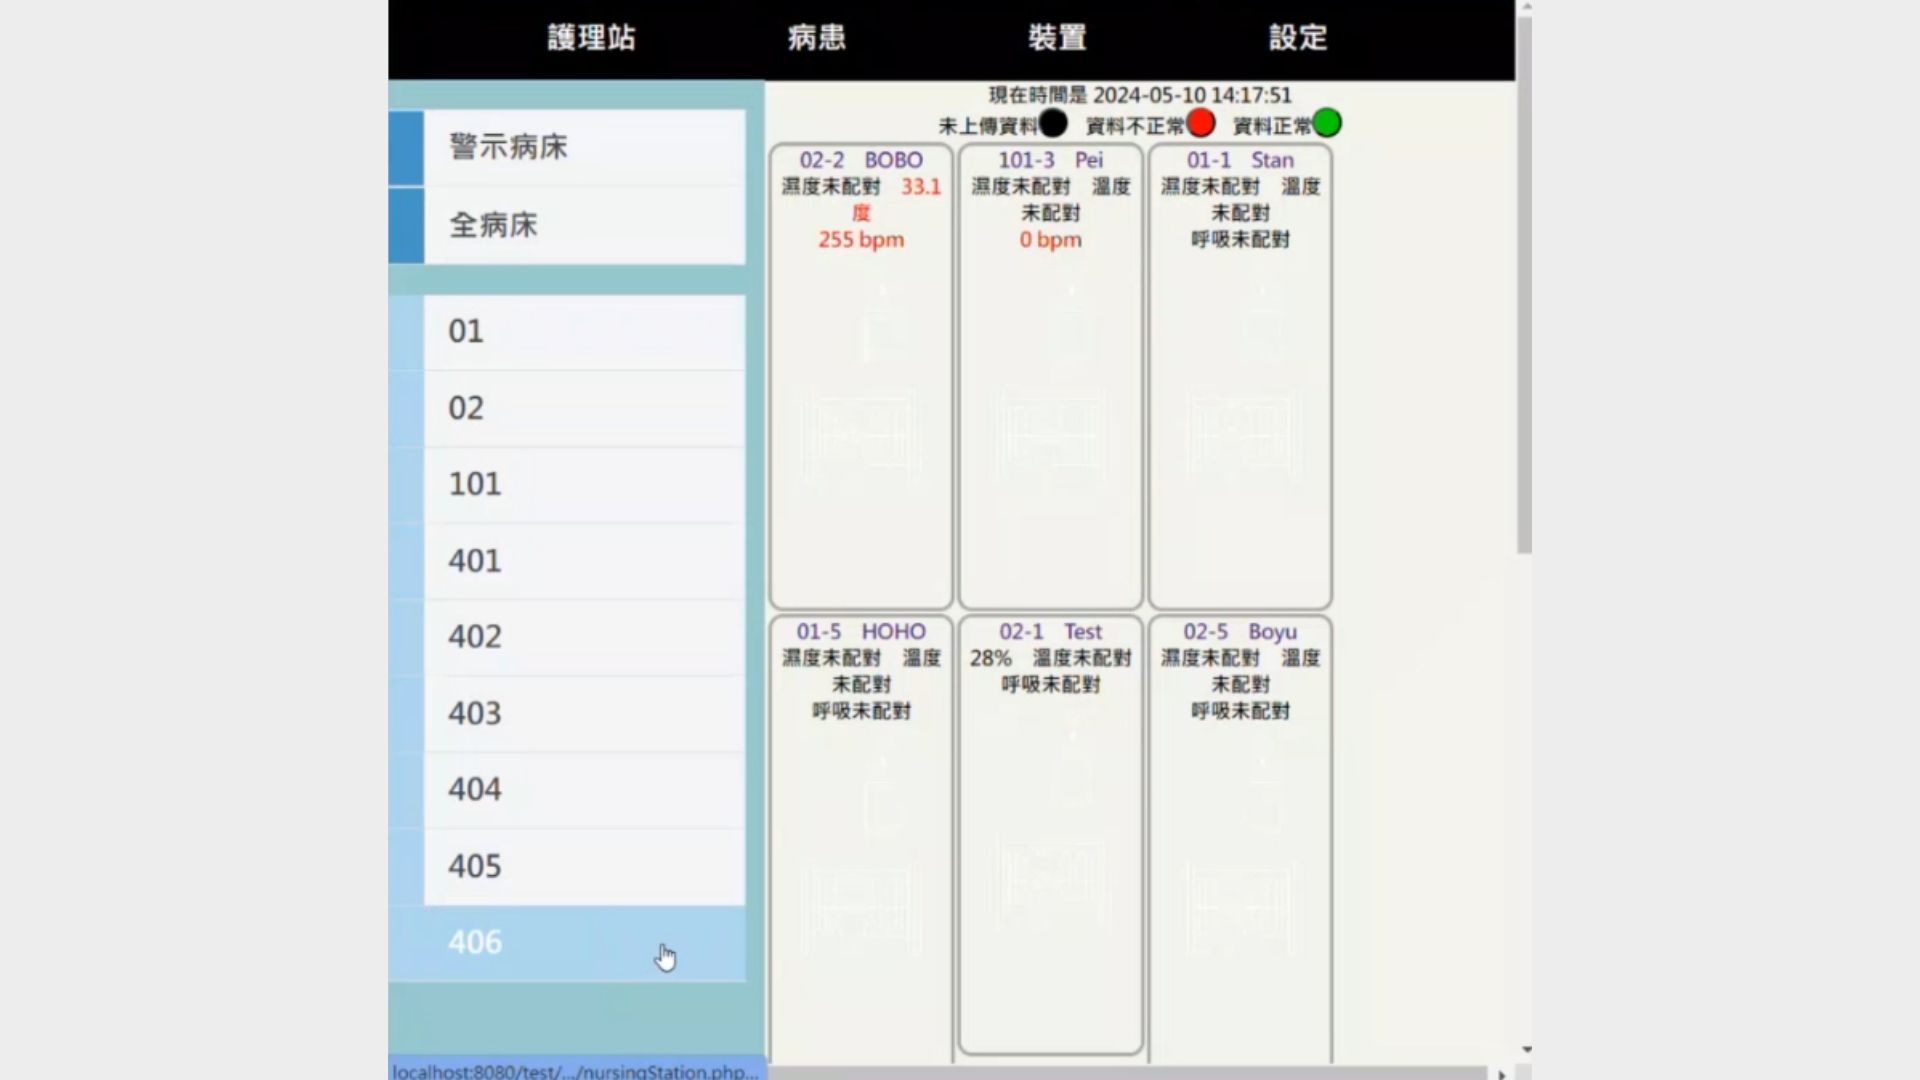 護理站 病患 裝置 設定
警示病床
全病床
01
02
101
401
402
403
404
405
406
現在時間是 2024-05-10 14:17:51
未上傳資料 資料不正常 資料正常
02-2 BOBO
濕度未配對 33.1
度
255 bpm
101-3 Pei
濕度未配對 溫度
未配對
0 bpm
01-1 Stan
濕度未配對 溫度
未配對
呼吸未配對
01-5 HOHO
濕度未配對 溫度
未配對
呼吸未配對
02-1 Test
28% 溫度未配對
呼吸未配對
02-5 Boyu
濕度未配對 溫度
未配對
呼吸未配對
localhost:8080/test/.../nursingStation.php...